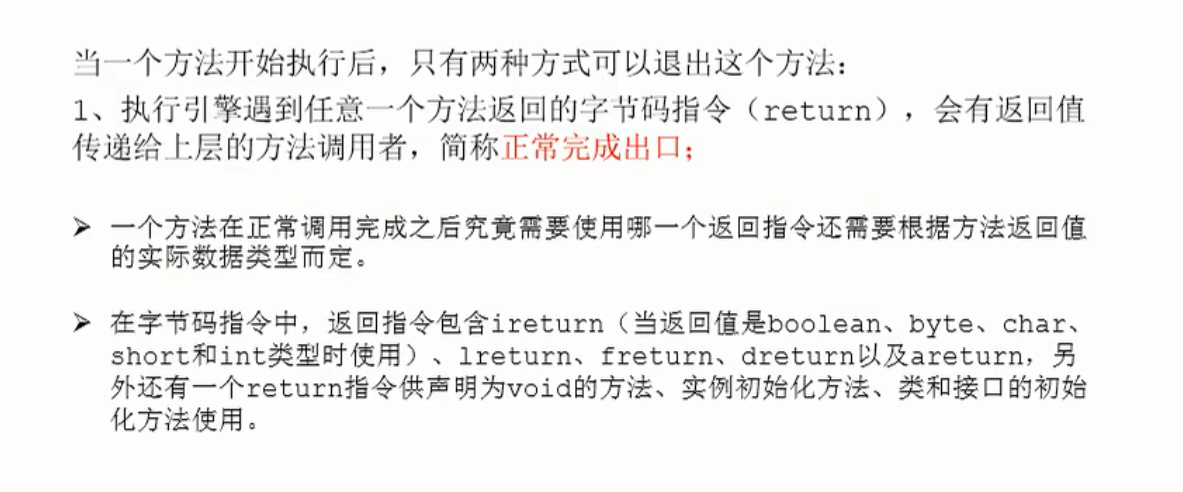 当一个方法开始执行后，只有两种方式可以退出这个方法：
1、执行引擎遇到任意一个方法返回的字节码指令（return），会有返回值
传递给上层的方法调用者，简称正常完成出口；
➢ 一个方法在正常调用完成之后究竟需要使用哪一个返回指令还需要根据方法返回值
的实际数据类型而定。
➢ 在字节码指令中，返回指令包含ireturn（当返回值是boolean、byte、char、
short和int类型时使用）、lreturn、freturn、dreturn以及areturn，另
外还有一个return指令供声明为void的方法、实例初始化方法、类和接口的初始
化方法使用。